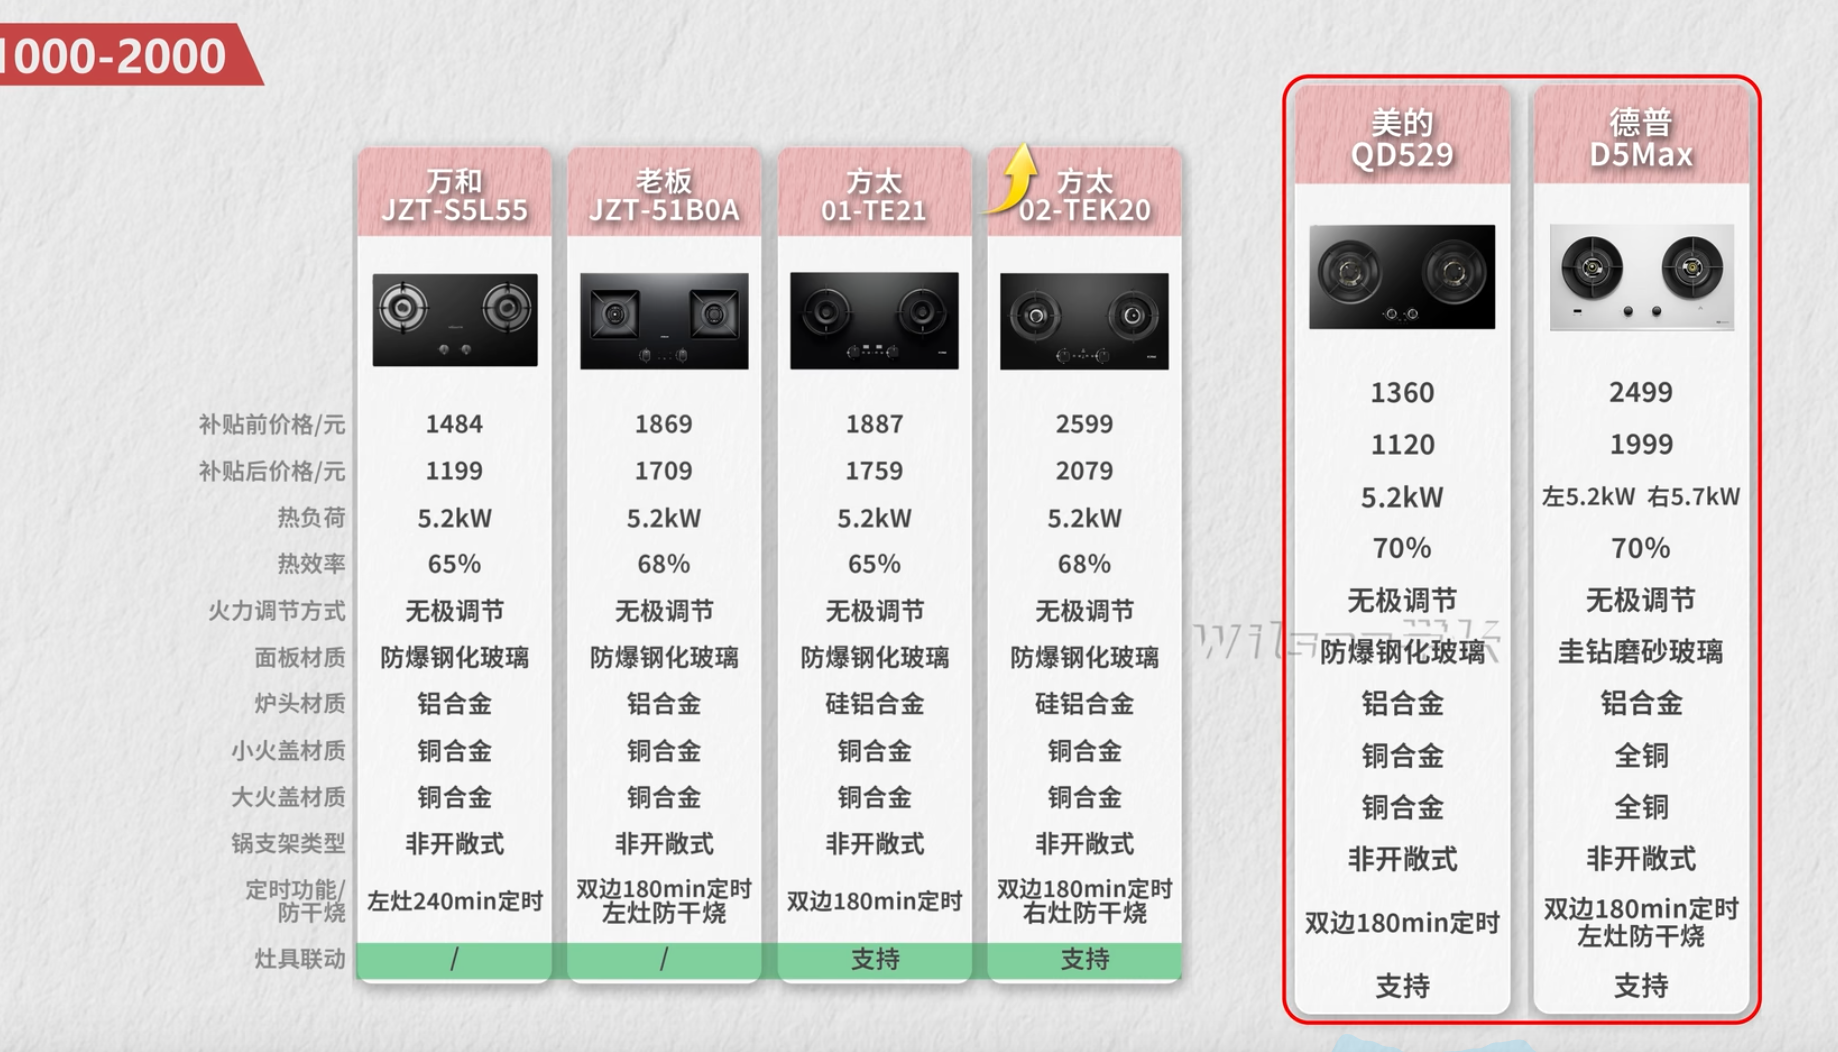 1000-2000
万和
JZT-S5L55
老板
JZT-51B0A
方太
01-TE21
方太
02-TEK20
美的
QD529
德普
D5Max
补贴前价格/元 1484 1869 1887 2599 1360 2499
补贴后价格/元 1199 1709 1759 2079 1120 1999
热负荷 5.2kW 5.2kW 5.2kW 5.2kW 5.2kW 左5.2kW 右5.7kW
热效率 65% 68% 65% 68% 70% 70%
火力调节方式 无极调节 无极调节 无极调节 无极调节 无极调节 无极调节
面板材质 防爆钢化玻璃 防爆钢化玻璃 防爆钢化玻璃 防爆钢化玻璃 防爆钢化玻璃 圭钻磨砂玻璃
炉头材质 铝合金 铝合金 硅铝合金 硅铝合金 铝合金 铝合金
小火盖材质 铜合金 铜合金 铜合金 铜合金 铜合金 全铜
大火盖材质 铜合金 铜合金 铜合金 铜合金 铜合金 全铜
锅支架类型 非开敞式 非开敞式 非开敞式 非开敞式 非开敞式 非开敞式
定时功能/
防干烧
左灶240min定时
双边180min定时
左灶防干烧
双边180min定时
双边180min定时
右灶防干烧
双边180min定时
双边180min定时
左灶防干烧
灶具联动 / / 支持 支持 支持 支持